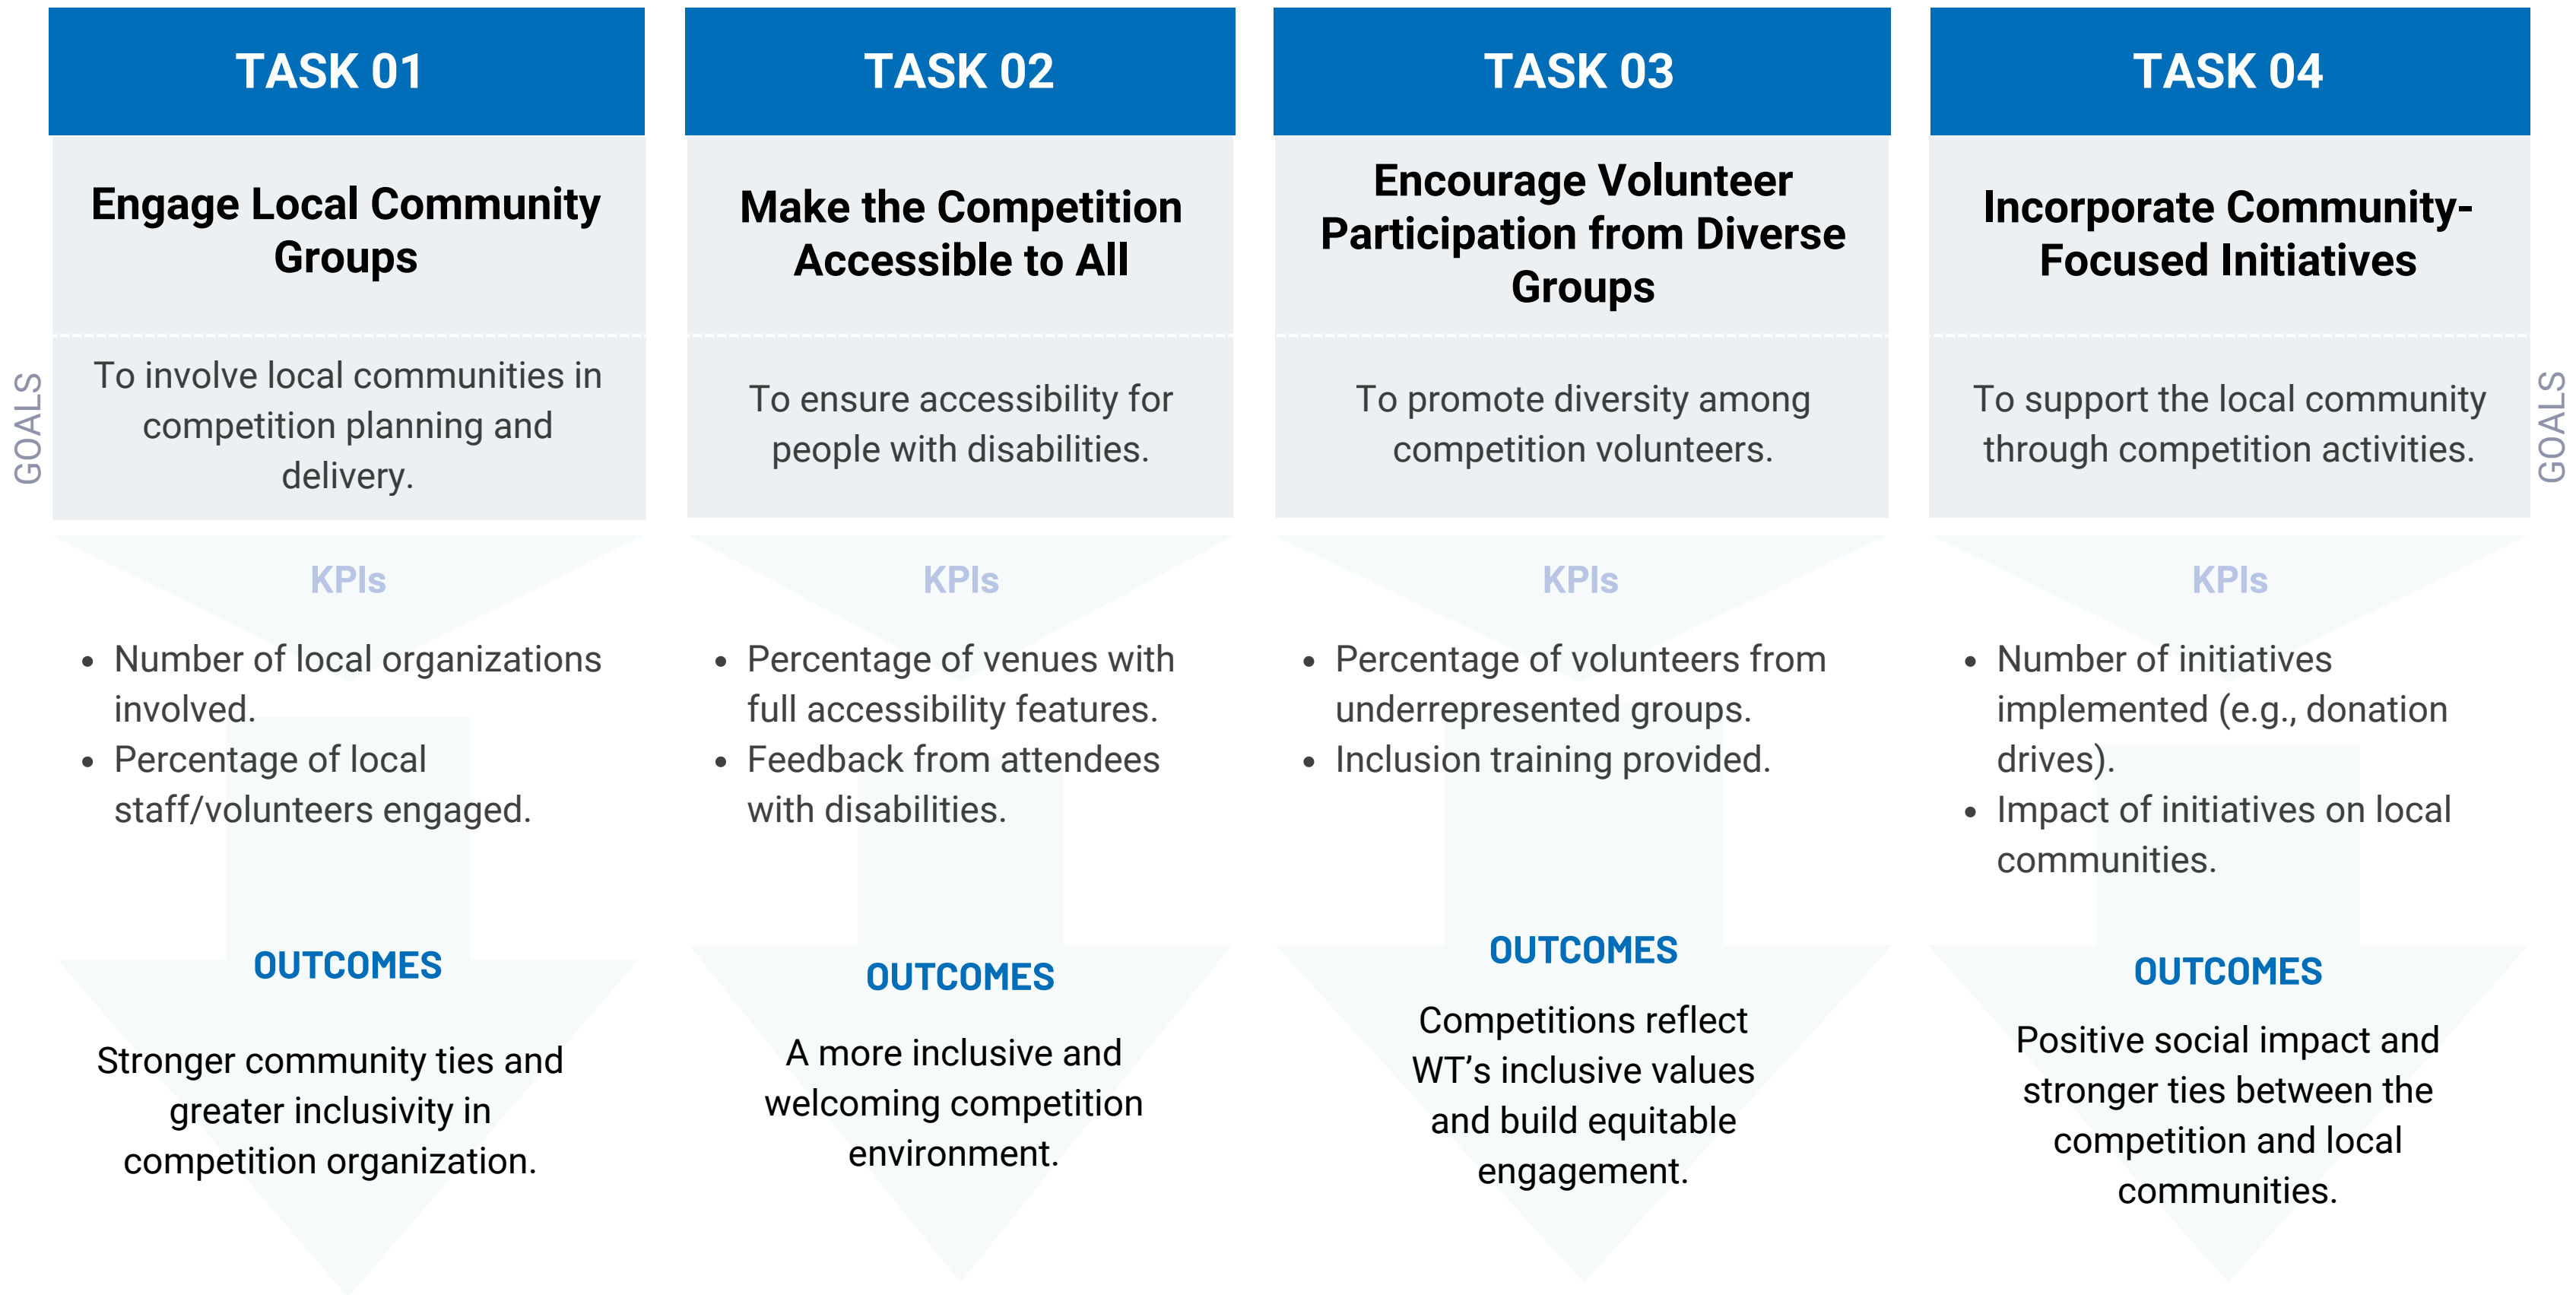 TASK 01
Engage Local Community
Groups
GOALS
To involve local communities in
competition planning and
delivery.
KPIs
• Number of local organizations
involved.
• Percentage of local
staff/volunteers engaged.
OUTCOMES
Stronger community ties and
greater inclusivity in
competition organization.
TASK 02
Make the Competition
Accessible to All
To ensure accessibility for
people with disabilities.
KPIs
• Percentage of venues with
full accessibility features.
• Feedback from attendees
with disabilities.
OUTCOMES
A more inclusive and
welcoming competition
environment.
TASK 03
Encourage Volunteer
Participation from Diverse
Groups
To promote diversity among
competition volunteers.
KPIs
• Percentage of volunteers from
underrepresented groups.
• Inclusion training provided.
OUTCOMES
Competitions reflect
WT’s inclusive values
and build equitable
engagement.
TASK 04
Incorporate Community-
Focused Initiatives
To support the local community
through competition activities.
GOALS
KPIs
• Number of initiatives
implemented (e.g., donation
drives).
• Impact of initiatives on local
communities.
OUTCOMES
Positive social impact and
stronger ties between the
competition and local
communities.